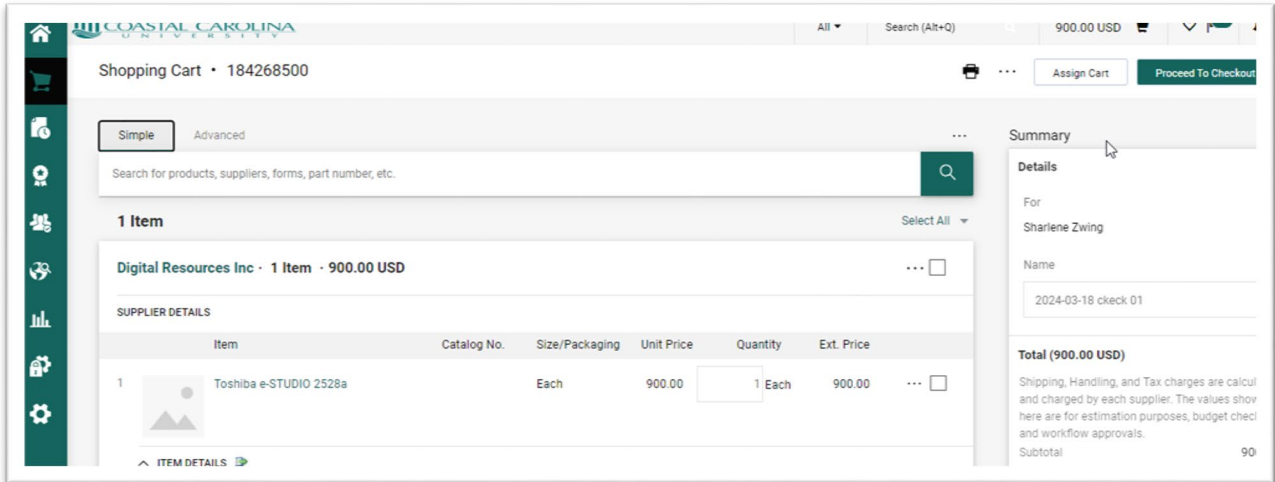 COASTAL CAROLINA
UNIVERSITY
All
Search (Alt+Q)
900.00 USD
Shopping Cart • 184268500
Assign Cart
Proceed To Checkout
Simple
Advanced
Search for products, suppliers, forms, part number, etc.
1 Item
Select All
Digital Resources Inc · 1 Item · 900.00 USD
SUPPLIER DETAILS
Item Catalog No. Size/Packaging Unit Price Quantity Ext. Price
1 Toshiba e-STUDIO 2528a Each 900.00 1 Each 900.00
ITEM DETAILS
Summary
Details
For
Sharlene Zwing
Name
2024-03-18 ckeck 01
Total (900.00 USD)
Shipping, Handling, and Tax charges are calcul
and charged by each supplier. The values show
here are for estimation purposes, budget checl
and workflow approvals.
Subtotal 90